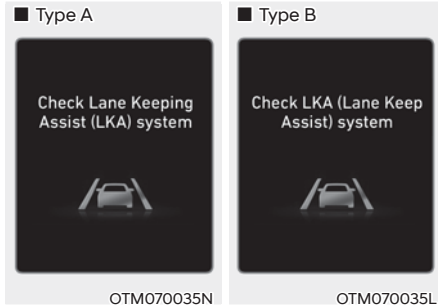 ■ Type A
Check Lane Keeping
Assist (LKA) system
OTM070035N
■ Type B
Check LKA (Lane Keep
Assist) system
OTM070035L